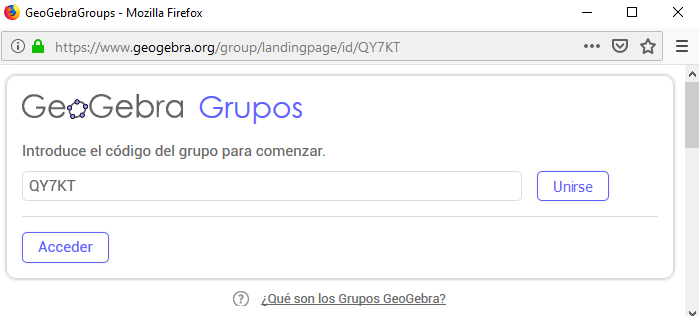 GeoGebraGroups - Mozilla Firefox
https://www.geogebra.org/group/landingpage/id/QY7KT
GeoGebra Grupos
Introduce el código del grupo para comenzar.
QY7KT Unirse
Acceder
? ¿Qué son los Grupos GeoGebra?